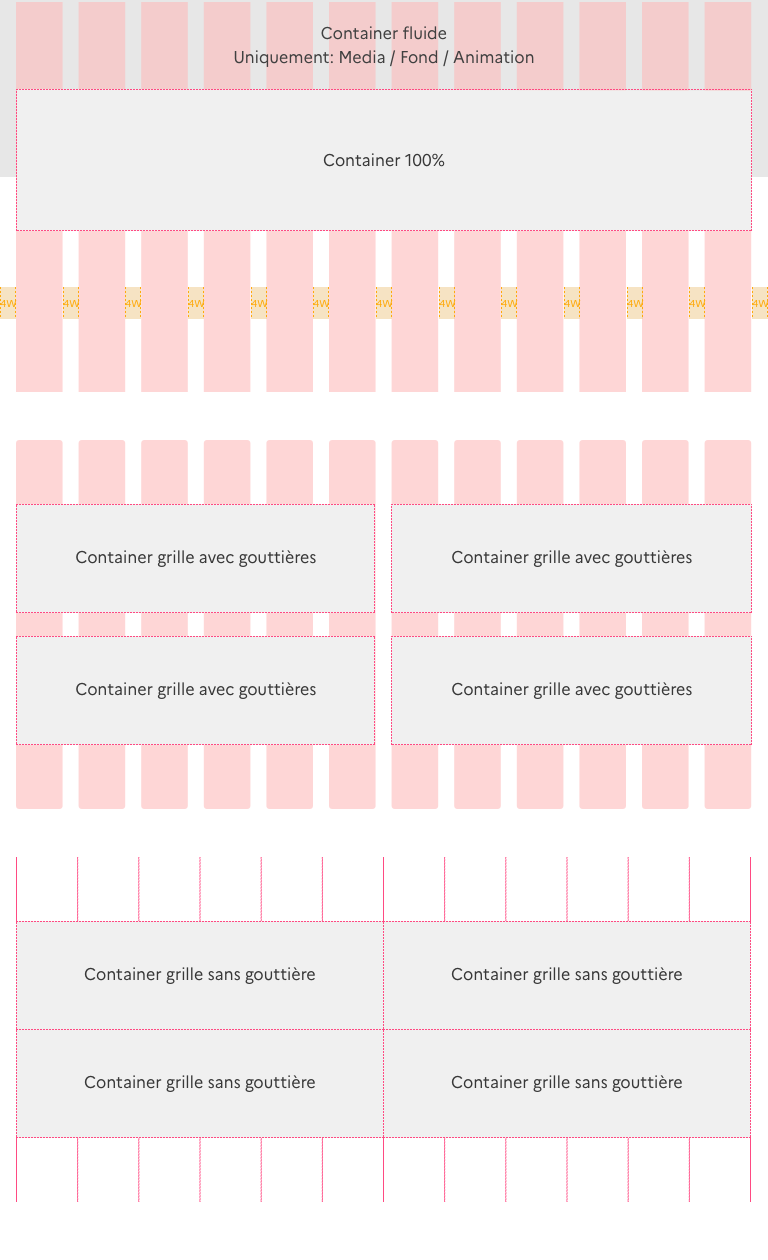 Container fluide
Uniquement: Media / Fond / Animation
Container 100%
4W 4W 4W 4W 4W 4W 4W 4W 4W 4W 4W 4W 4W
Container grille avec gouttières
Container grille avec gouttières
Container grille avec gouttières
Container grille avec gouttières
Container grille sans gouttière
Container grille sans gouttière
Container grille sans gouttière
Container grille sans gouttière